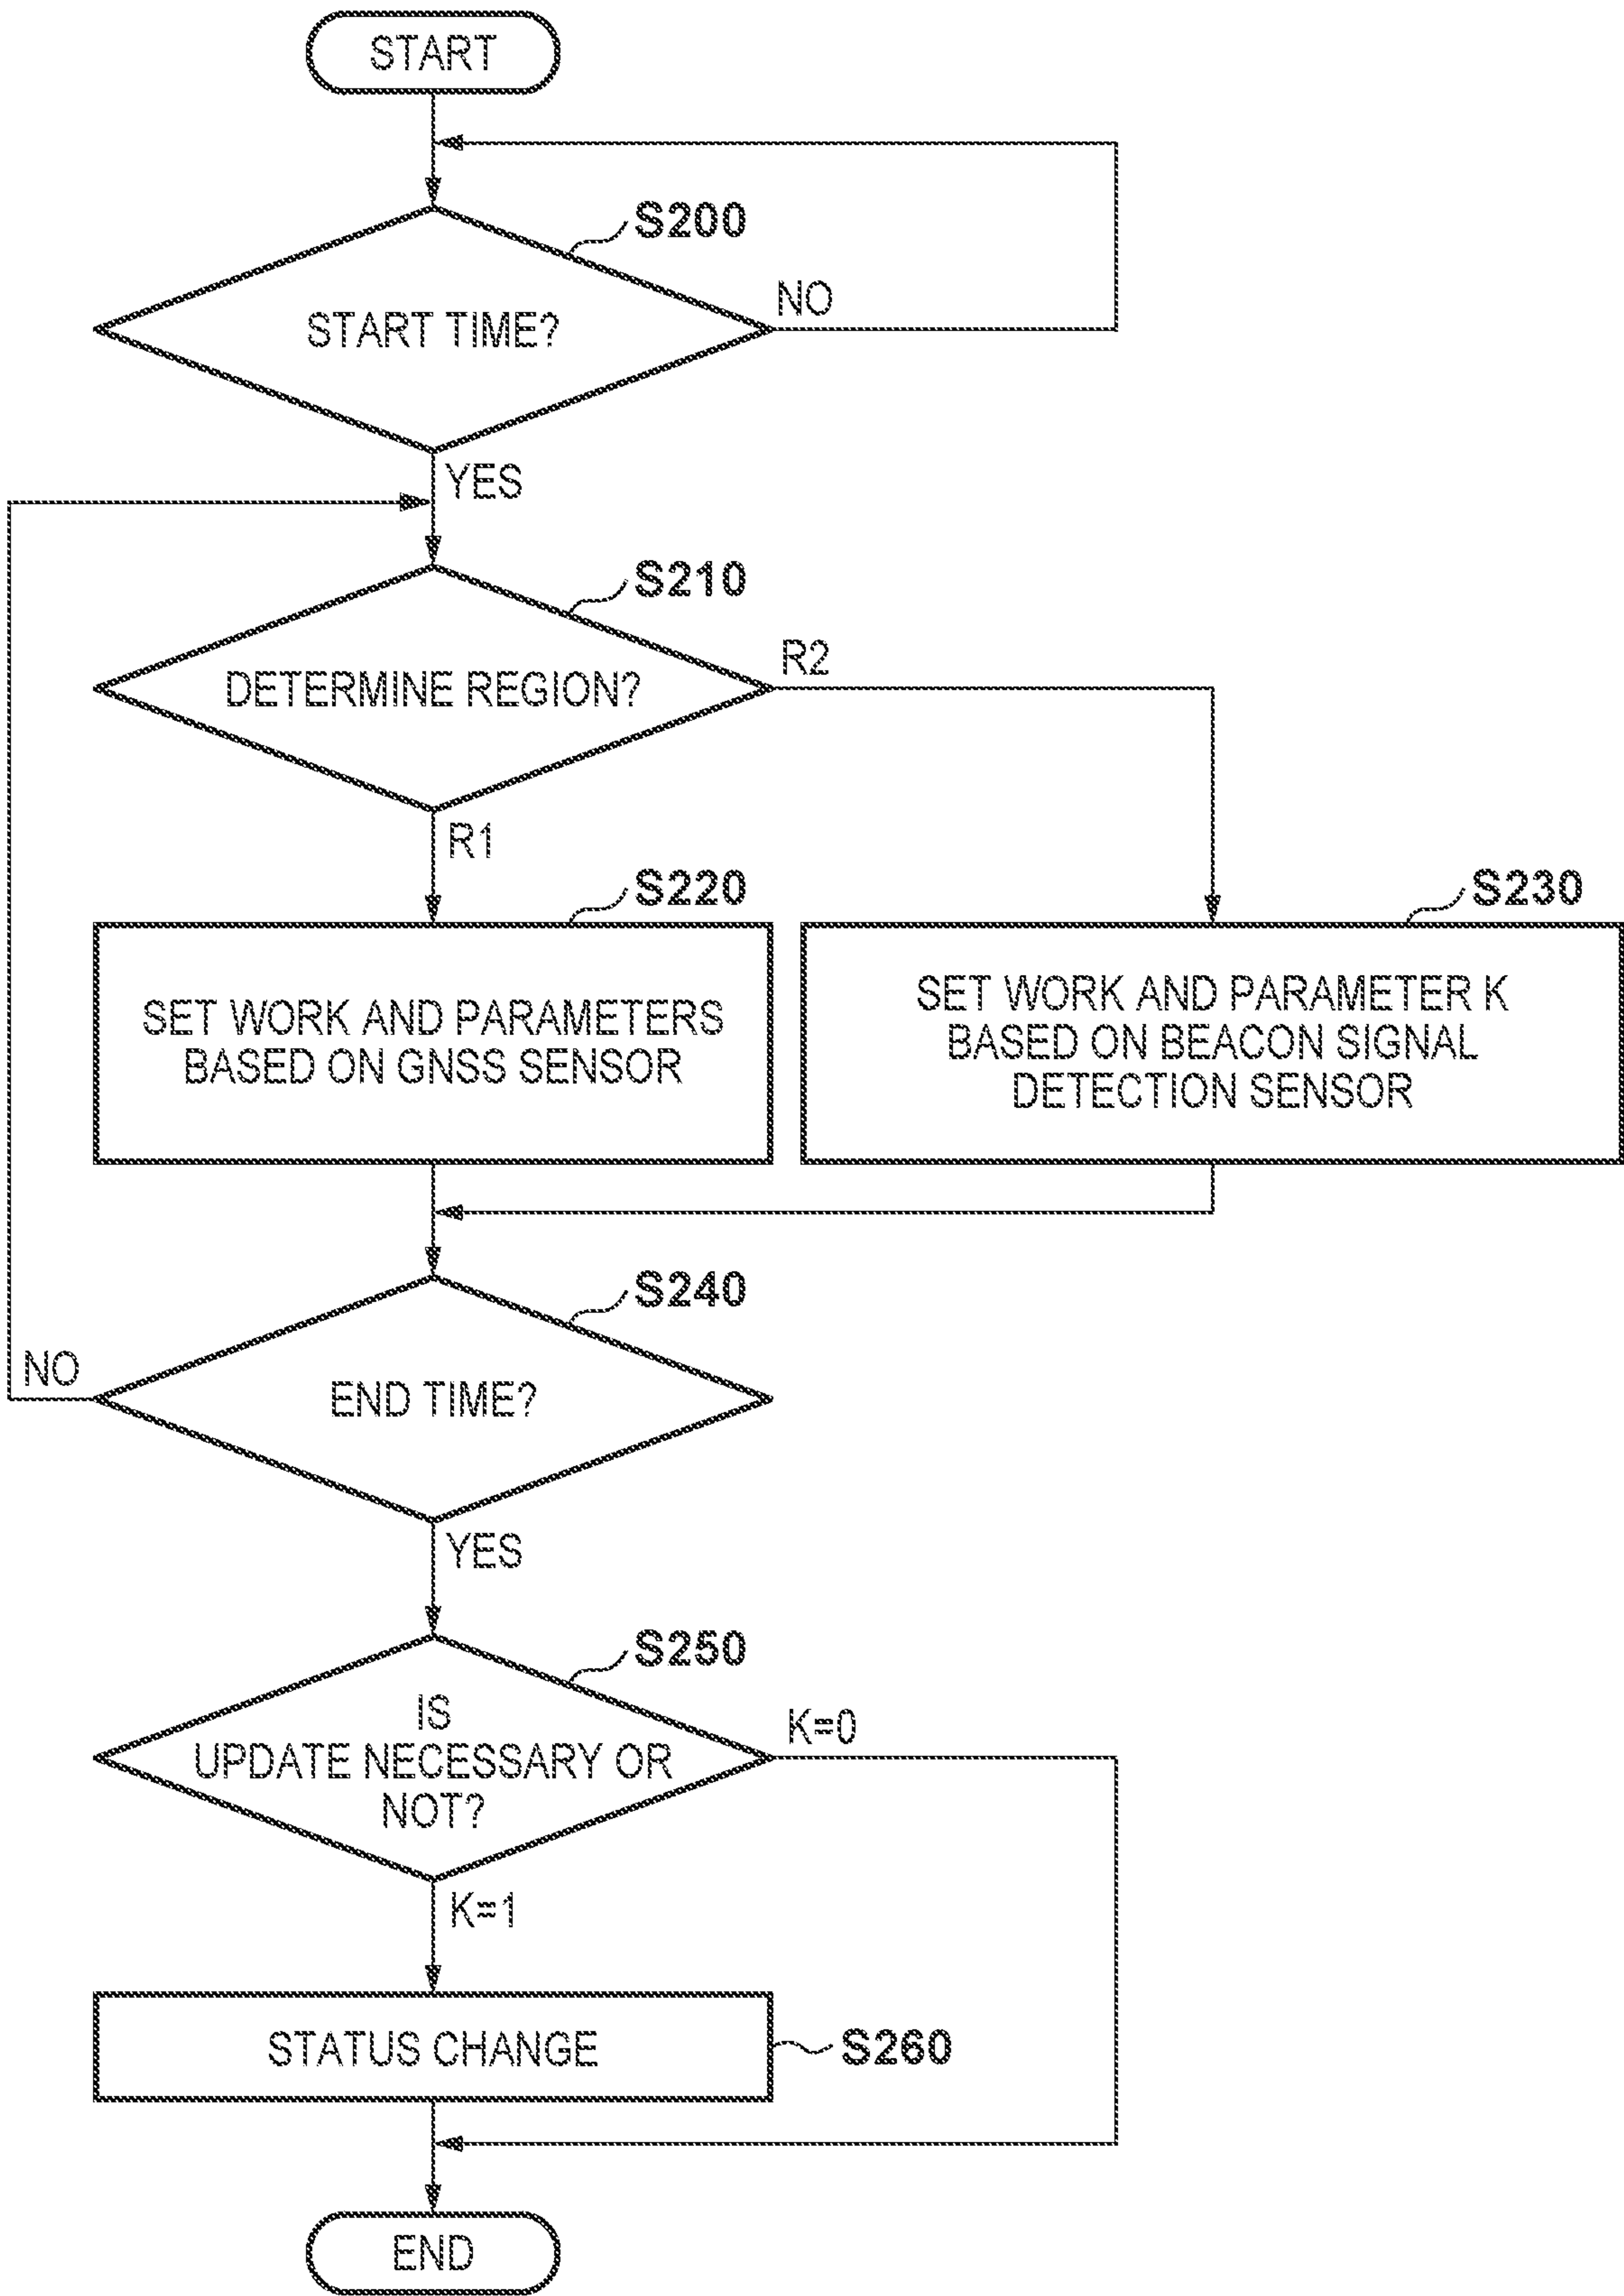 START
S200
START TIME?
NO
YES
S210
DETERMINE REGION?
R2
R1
S220
S230
SET WORK AND PARAMETERS
BASED ON GNSS SENSOR
SET WORK AND PARAMETER K
BASED ON BEACON SIGNAL
DETECTION SENSOR
S240
NO
END TIME?
YES
S250
IS
UPDATE NECESSARY OR
NOT?
K=0
K=1
STATUS CHANGE
S260
END